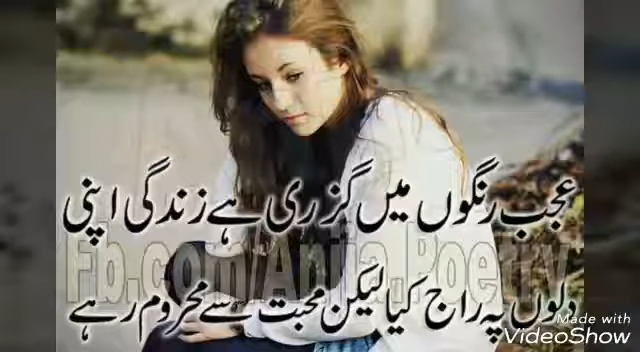 عجب رنگوں میں گزری ہے زندگی اپنی
Fb.com/Anjta.Poetry
دلوں پہ راج کیا لیکن محبت سے محروم رہے
Made with
VideoShow